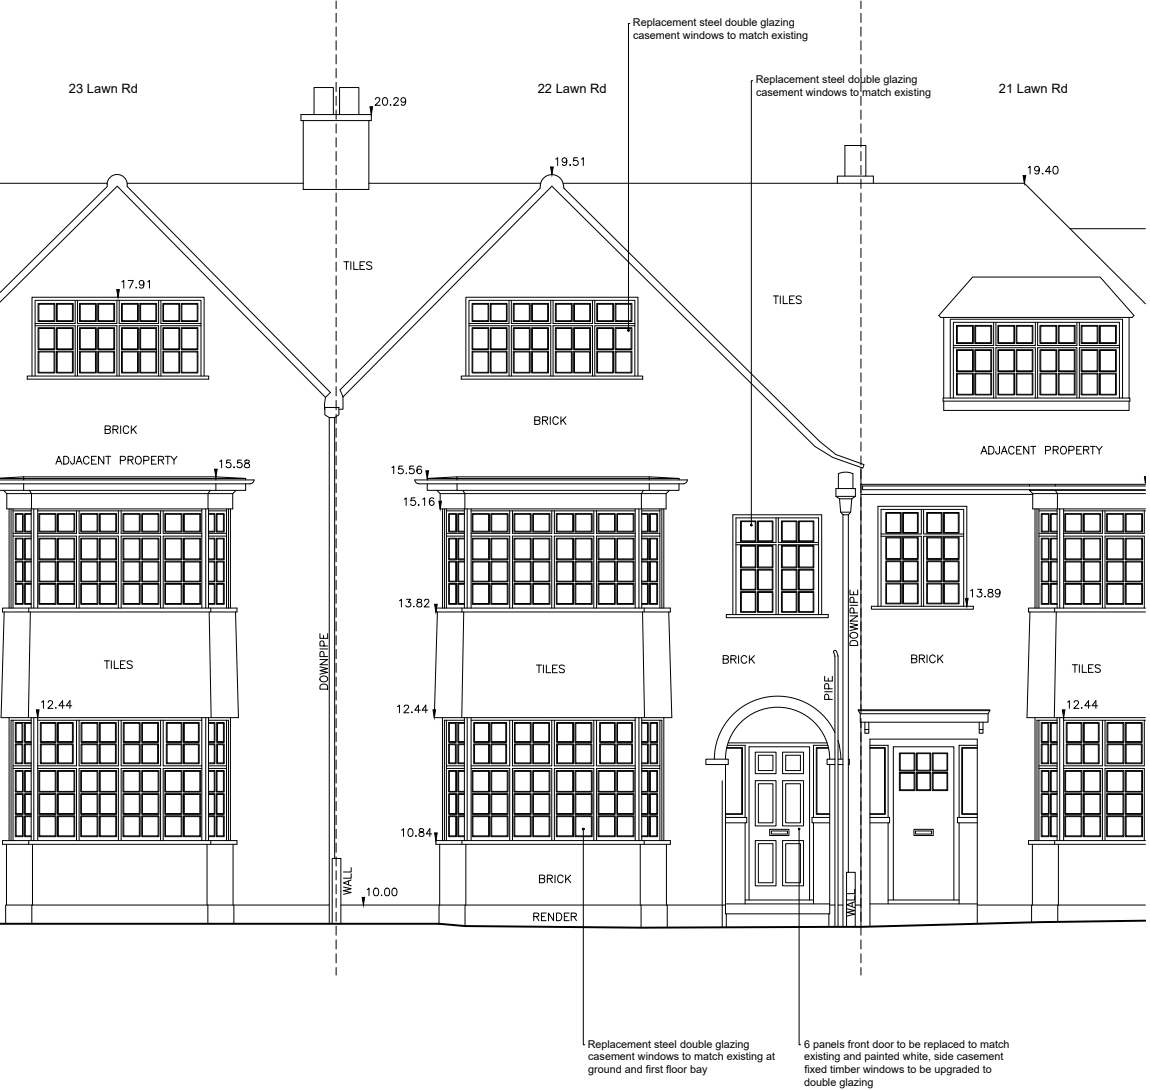 Replacement steel double glazing
casement windows to match existing
23 Lawn Rd
22 Lawn Rd
Replacement steel double glazing
casement windows to match existing
21 Lawn Rd
20.29
19.51
19.40
TILES
TILES
17.91
BRICK
BRICK
ADJACENT PROPERTY
ADJACENT PROPERTY
15.58
15.56
15.16
13.82
13.89
DOWNPIPE
DOWNPIPE
TILES
TILES
BRICK
PIPE
BRICK
TILES
12.44
12.44
12.44
10.84
WALL
10.00
BRICK
RENDER
WALL
Replacement steel double glazing
casement windows to match existing at
ground and first floor bay
6 panels front door to be replaced to match
existing and painted white, side casement
fixed timber windows to be upgraded to
double glazing